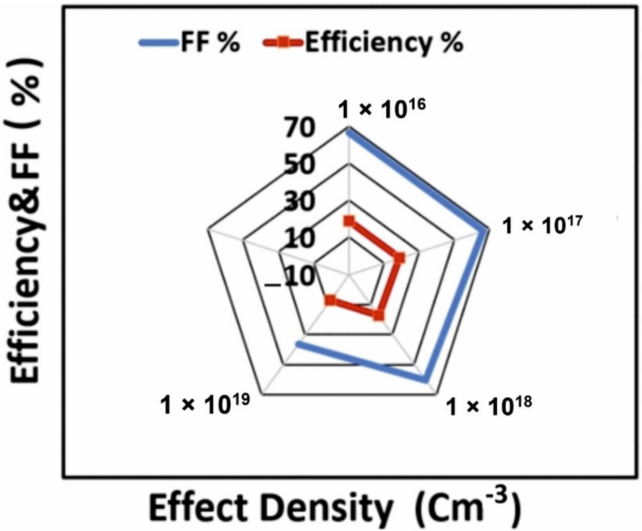 FF % Efficiency %
1 × 10¹⁶
70
50
30
10
_10
1 × 10¹⁷
1 × 10¹⁹
1 × 10¹⁸
Efficiency&FF ( %)
Effect Density (Cm⁻³)